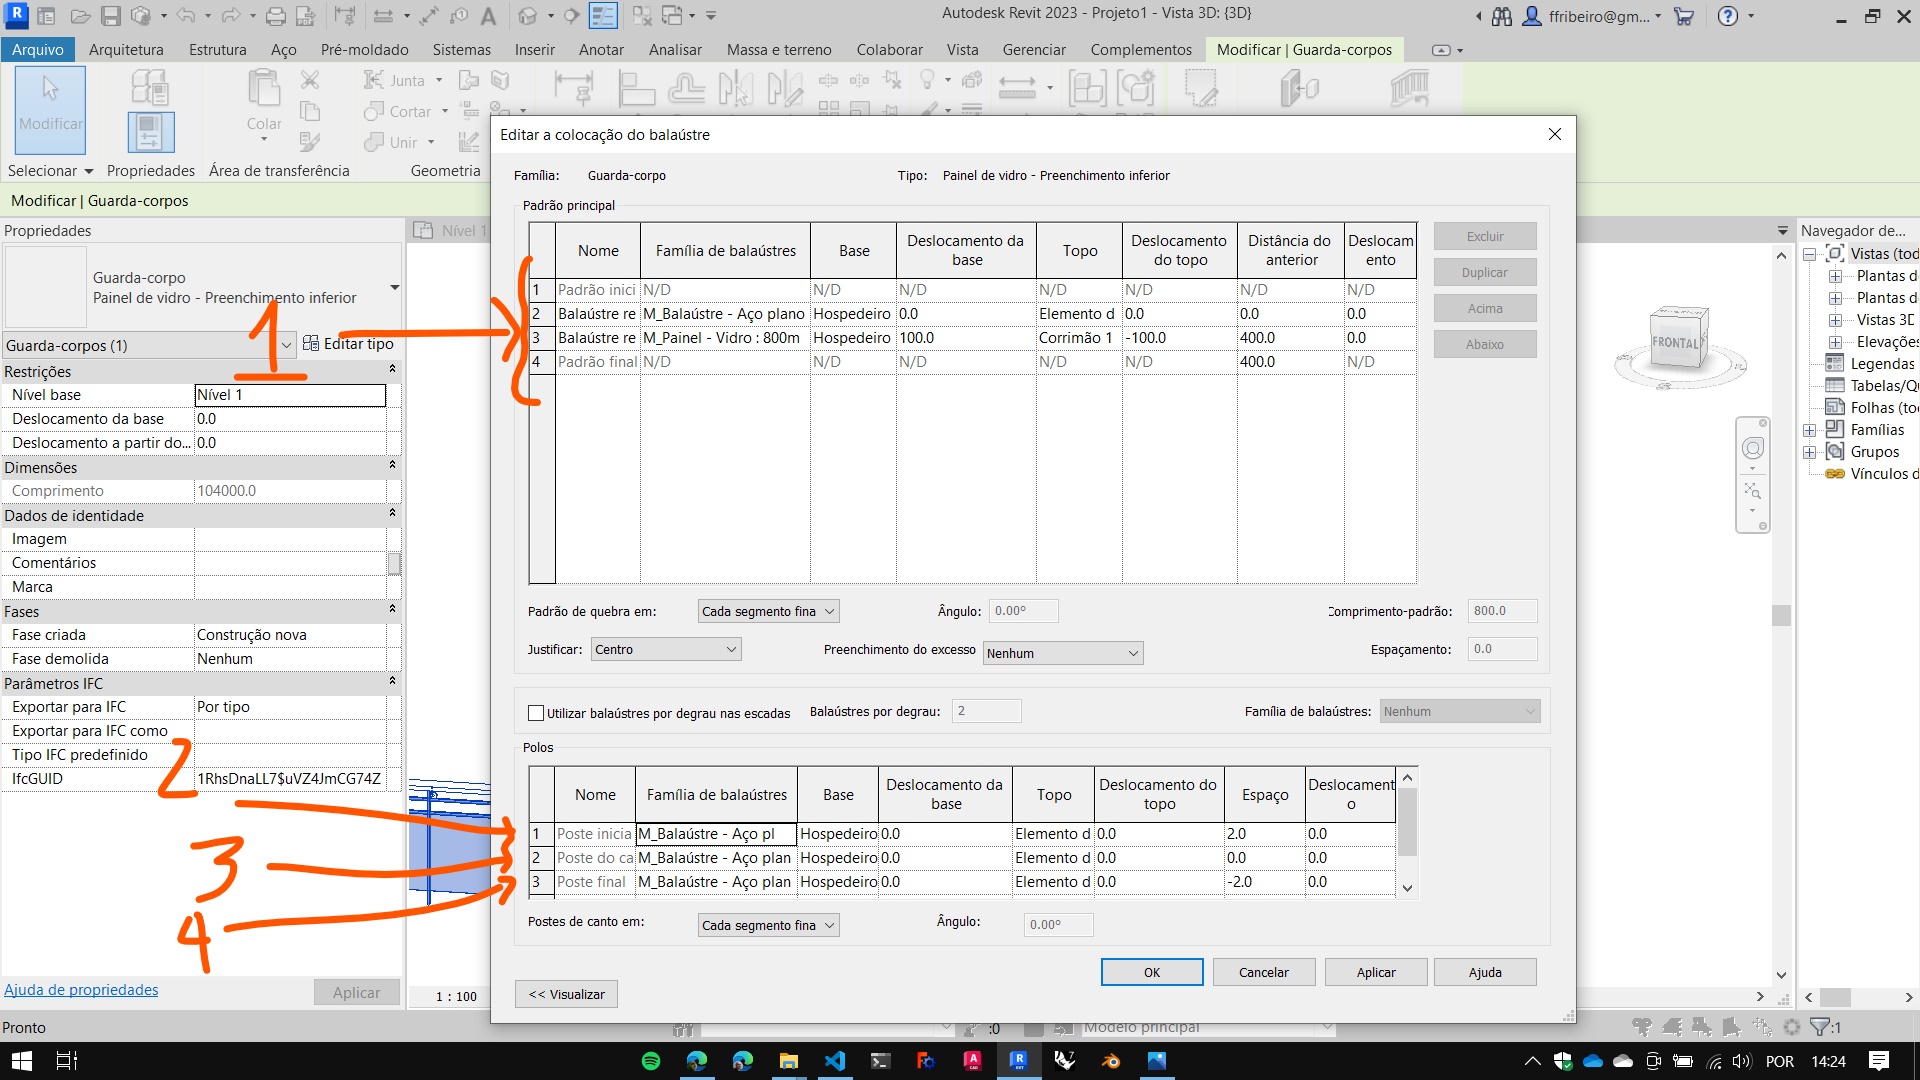 Autodesk Revit 2023 - Projeto1 - Vista 3D: {3D}
ffribeiro@gm...
Arquivo Arquitetura Estrutura Aço Pré-moldado Sistemas Inserir Anotar Analisar Massa e terreno Colaborar Vista Gerenciar Complementos Modificar | Guarda-corpos
Modificar
Colar
Junta
Cortar
Unir
Selecionar Propriedades Área de transferência Geometria
Modificar | Guarda-corpos
Propriedades
Guarda-corpo
Painel de vidro - Preenchimento inferior
Guarda-corpos (1) Editar tipo
Restrições
Nível base Nível 1
Deslocamento da base 0.0
Deslocamento a partir do... 0.0
Dimensões
Comprimento 104000.0
Dados de identidade
Imagem
Comentários
Marca
Fases
Fase criada Construção nova
Fase demolida Nenhum
Parâmetros IFC
Exportar para IFC Por tipo
Exportar para IFC como
Tipo IFC predefinido
IfcGUID 1RhsDnaLL7$uVZ4JmCG74Z
Ajuda de propriedades Aplicar
1
2
3
4
Nível 1
1 : 100
Editar a colocação do balaústre
Família: Guarda-corpo Tipo: Painel de vidro - Preenchimento inferior
Padrão principal
Nome Família de balaústres Base Deslocamento da base Topo Deslocamento do topo Distância do anterior Deslocam ento
1 Padrão inici N/D N/D N/D N/D N/D N/D N/D
2 Balaústre re M_Balaústre - Aço plano Hospedeiro 0.0 Elemento d 0.0 0.0 0.0
3 Balaústre re M_Painel - Vidro : 800m Hospedeiro 100.0 Corrimão 1 -100.0 400.0 0.0
4 Padrão final N/D N/D N/D N/D N/D 400.0 N/D
Excluir
Duplicar
Acima
Abaixo
Padrão de quebra em: Cada segmento fina Ângulo: 0.00° Comprimento-padrão: 800.0
Justificar: Centro Preenchimento do excesso Nenhum Espaçamento: 0.0
Utilizar balaústres por degrau nas escadas Balaústres por degrau: 2 Família de balaústres: Nenhum
Polos
Nome Família de balaústres Base Deslocamento da base Topo Deslocamento do topo Espaço Deslocament o
1 Poste inicia M_Balaústre - Aço pl Hospedeiro 0.0 Elemento d 0.0 2.0 0.0
2 Poste do ca M_Balaústre - Aço plan Hospedeiro 0.0 Elemento d 0.0 0.0 0.0
3 Poste final M_Balaústre - Aço plan Hospedeiro 0.0 Elemento d 0.0 -2.0 0.0
Postes de canto em: Cada segmento fina Ângulo: 0.00°
OK Cancelar Aplicar Ajuda
<< Visualizar
FRONTAL
Navegador de...
Vistas (tod
Plantas d
Plantas d
Vistas 3D
Elevações
Legendas
Tabelas/Qu
Folhas (to
Famílias
Grupos
Vínculos d
Pronto
:0
Modelo principal
:1
POR 14:24